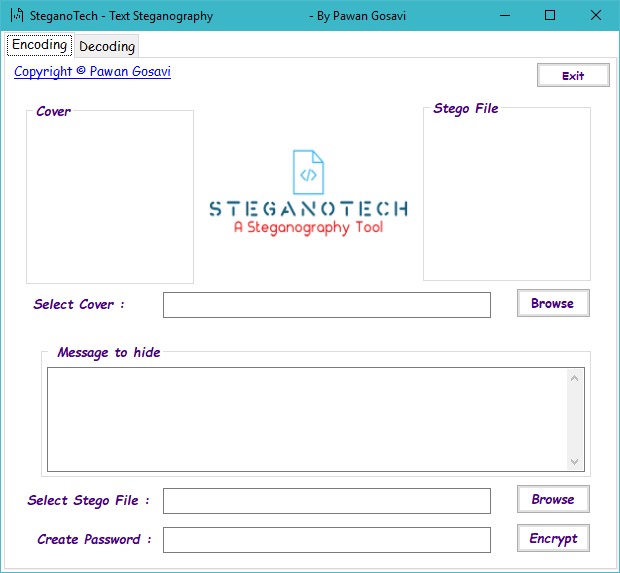 SteganoTech - Text Steganography - By Pawan Gosavi
Encoding Decoding
Copyright © Pawan Gosavi
Exit
Cover
Stego File
</>
STEGANOTECH
A Steganography Tool
Select Cover :
Browse
Message to hide
Select Stego File :
Browse
Create Password :
Encrypt